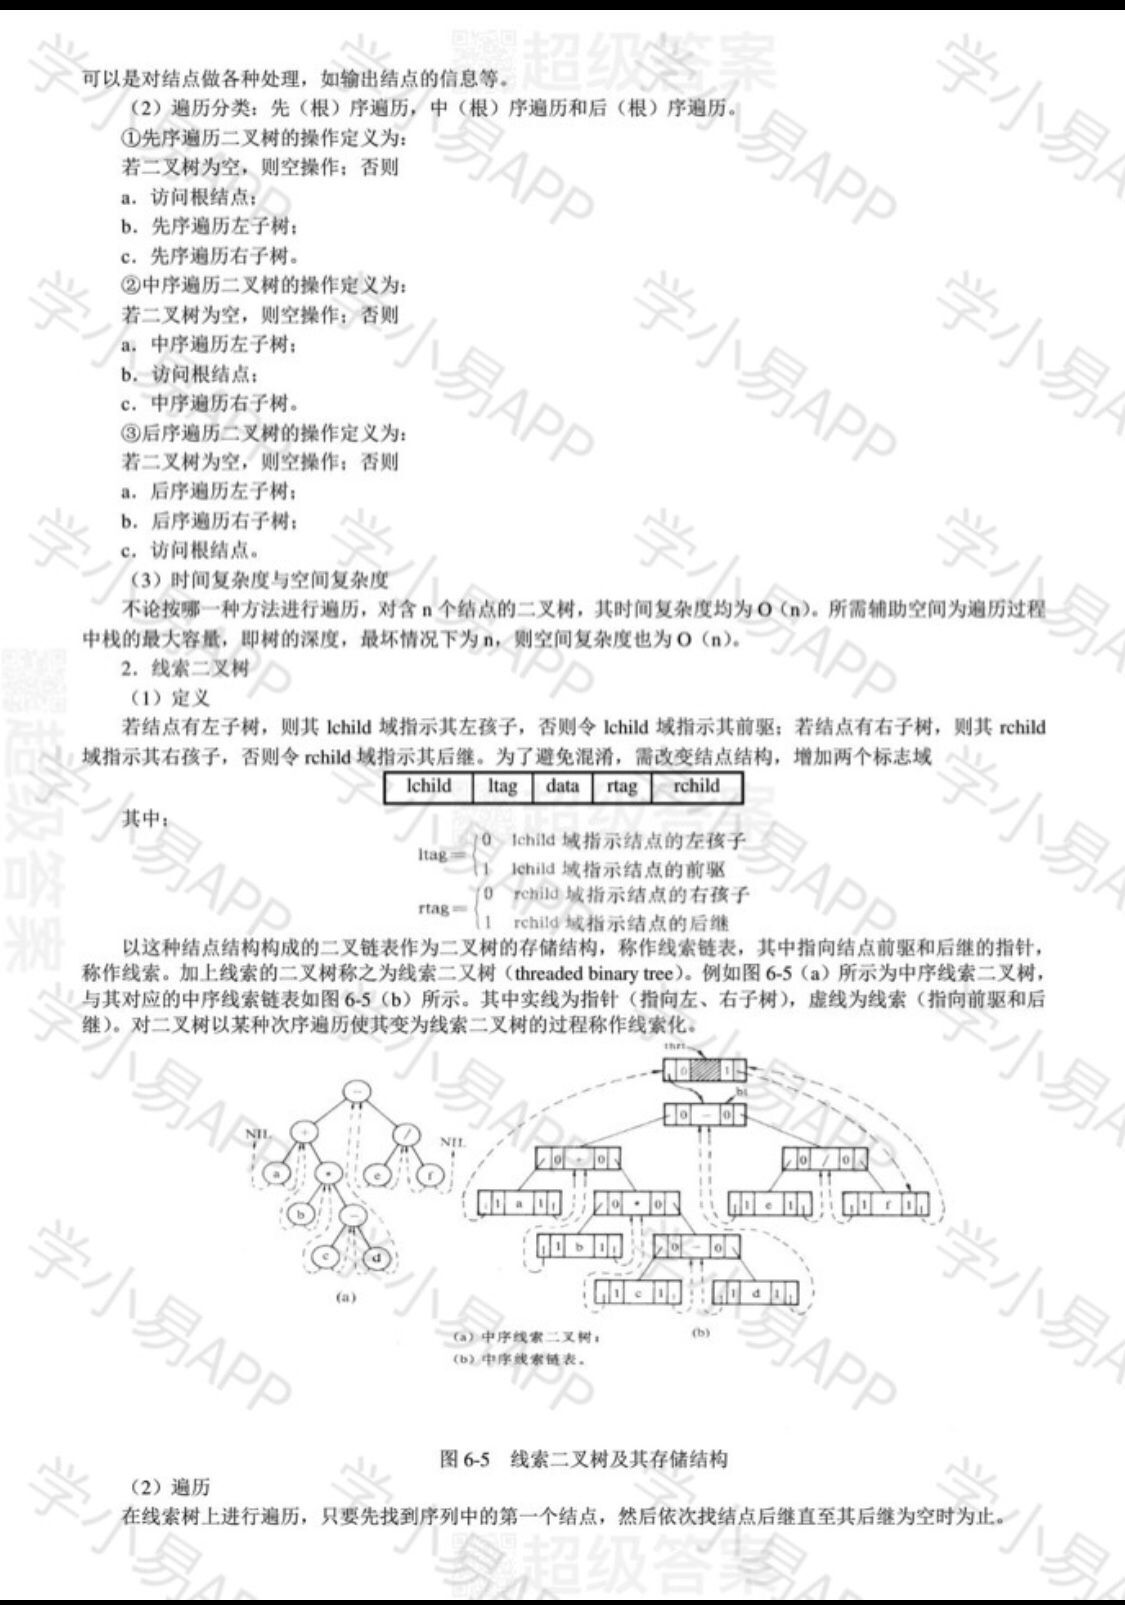 可以是对结点做各种处理，如输出结点的信息等。
（2）遍历分类：先（根）序遍历，中（根）序遍历和后（根）序遍历。
①先序遍历二叉树的操作定义为：
若二叉树为空，则空操作；否则
a．访问根结点；
b．先序遍历左子树；
c．先序遍历右子树。
②中序遍历二叉树的操作定义为：
若二叉树为空，则空操作；否则
a．中序遍历左子树；
b．访问根结点；
c．中序遍历右子树。
③后序遍历二叉树的操作定义为：
若二叉树为空，则空操作；否则
a．后序遍历左子树；
b．后序遍历右子树；
c．访问根结点。
（3）时间复杂度与空间复杂度
不论按哪一种方法进行遍历，对含 n 个结点的二叉树，其时间复杂度均为 O（n）。所需辅助空间为遍历过程
中栈的最大容量，即树的深度，最坏情况下为 n，则空间复杂度也为 O（n）。
2．线索二叉树
（1）定义
若结点有左子树，则其 lchild 域指示其左孩子，否则令 lchild 域指示其前驱；若结点有右子树，则其 rchild
域指示其右孩子，否则令 rchild 域指示其后继。为了避免混淆，需改变结点结构，增加两个标志域
lchild ltag data rtag rchild
其中：
ltag= 0 lchild 域指示结点的左孩子
1 lchild 域指示结点的前驱
rtag= 0 rchild 域指示结点的右孩子
1 rchild 域指示结点的后继
以这种结点结构构成的二叉链表作为二叉树的存储结构，称作线索链表，其中指向结点前驱和后继的指针，
称作线索。加上线索的二叉树称之为线索二叉树（threaded binary tree）。例如图 6-5（a）所示为中序线索二叉树，
与其对应的中序线索链表如图 6-5（b）所示。其中实线为指针（指向左、右子树），虚线为线索（指向前驱和后
继）。对二叉树以某种次序遍历使其变为线索二叉树的过程称作线索化。
thrt
0 1
bt
0 − 0
−
NIL + / NIL
0 + 0 0 / 0
a * e f
1 a 1 0 * 0 1 e 1 1 f 1
b −
1 b 1 0 − 0
c d
1 c 1 1 d 1
(a)
(b)
(a) 中序线索二叉树；
(b) 中序线索链表。
图 6-5 线索二叉树及其存储结构
（2）遍历
在线索树上进行遍历，只要先找到序列中的第一个结点，然后依次找结点后继直至其后继为空时为止。
学小易APP
超级答案